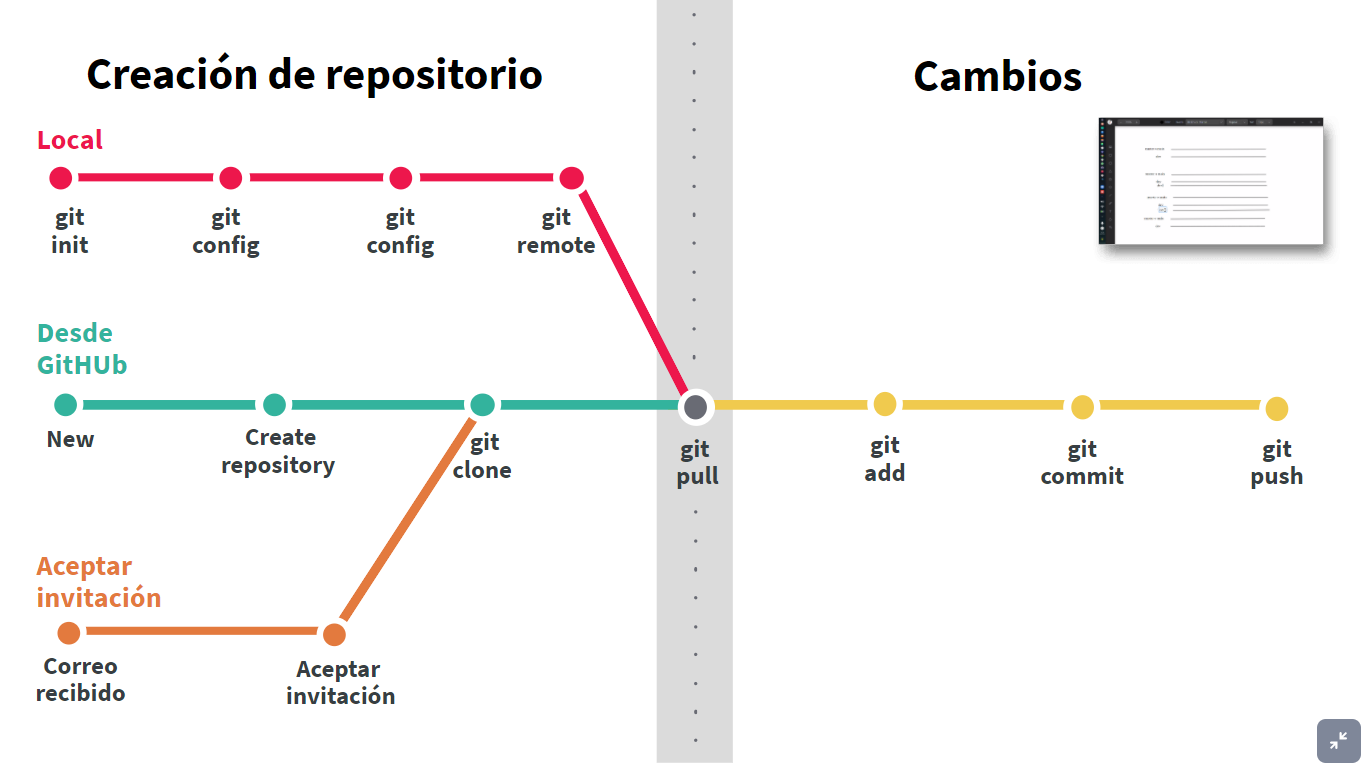 Creación de repositorio
Cambios
Local
git
init
git
config
git
config
git
remote
Desde
GitHUb
New
Create
repository
git
clone
git
pull
git
add
git
commit
git
push
Aceptar
invitación
Correo
recibido
Aceptar
invitación